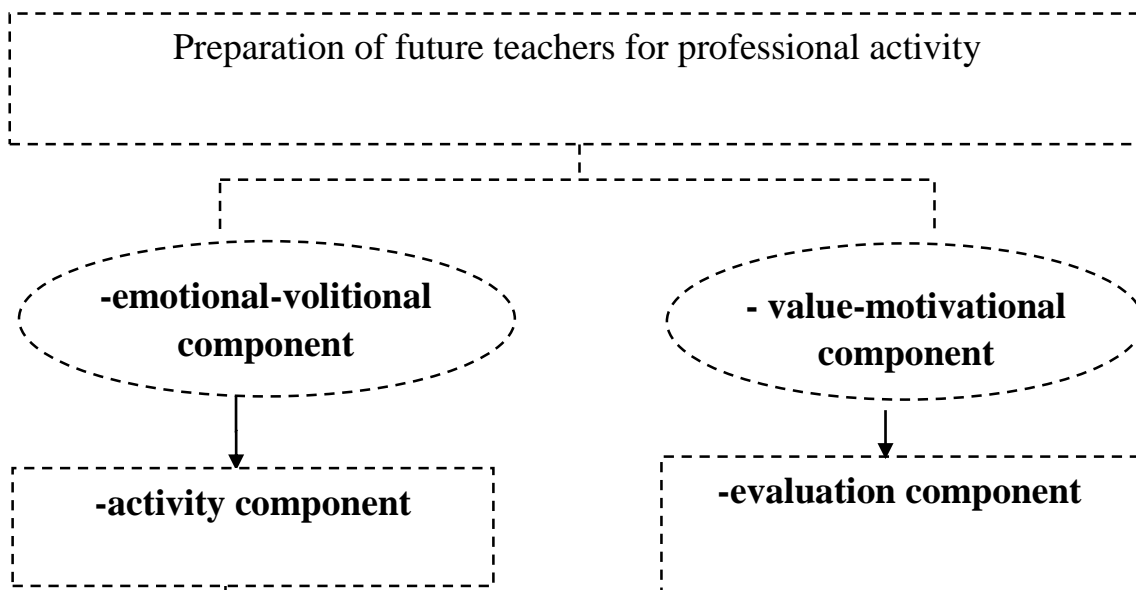 Preparation of future teachers for professional activity
-emotional-volitional
component
- value-motivational
component
-activity component
-evaluation component